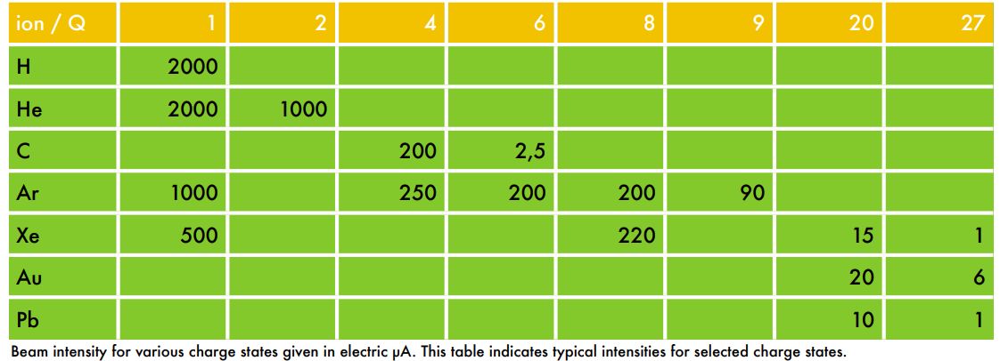 ion / Q 1 2 4 6 8 9 20 27
H 2000
He 2000 1000
C 200 2,5
Ar 1000 250 200 200 90
Xe 500 220 15 1
Au 20 6
Pb 10 1
Beam intensity for various charge states given in electric µA. This table indicates typical intensities for selected charge states.